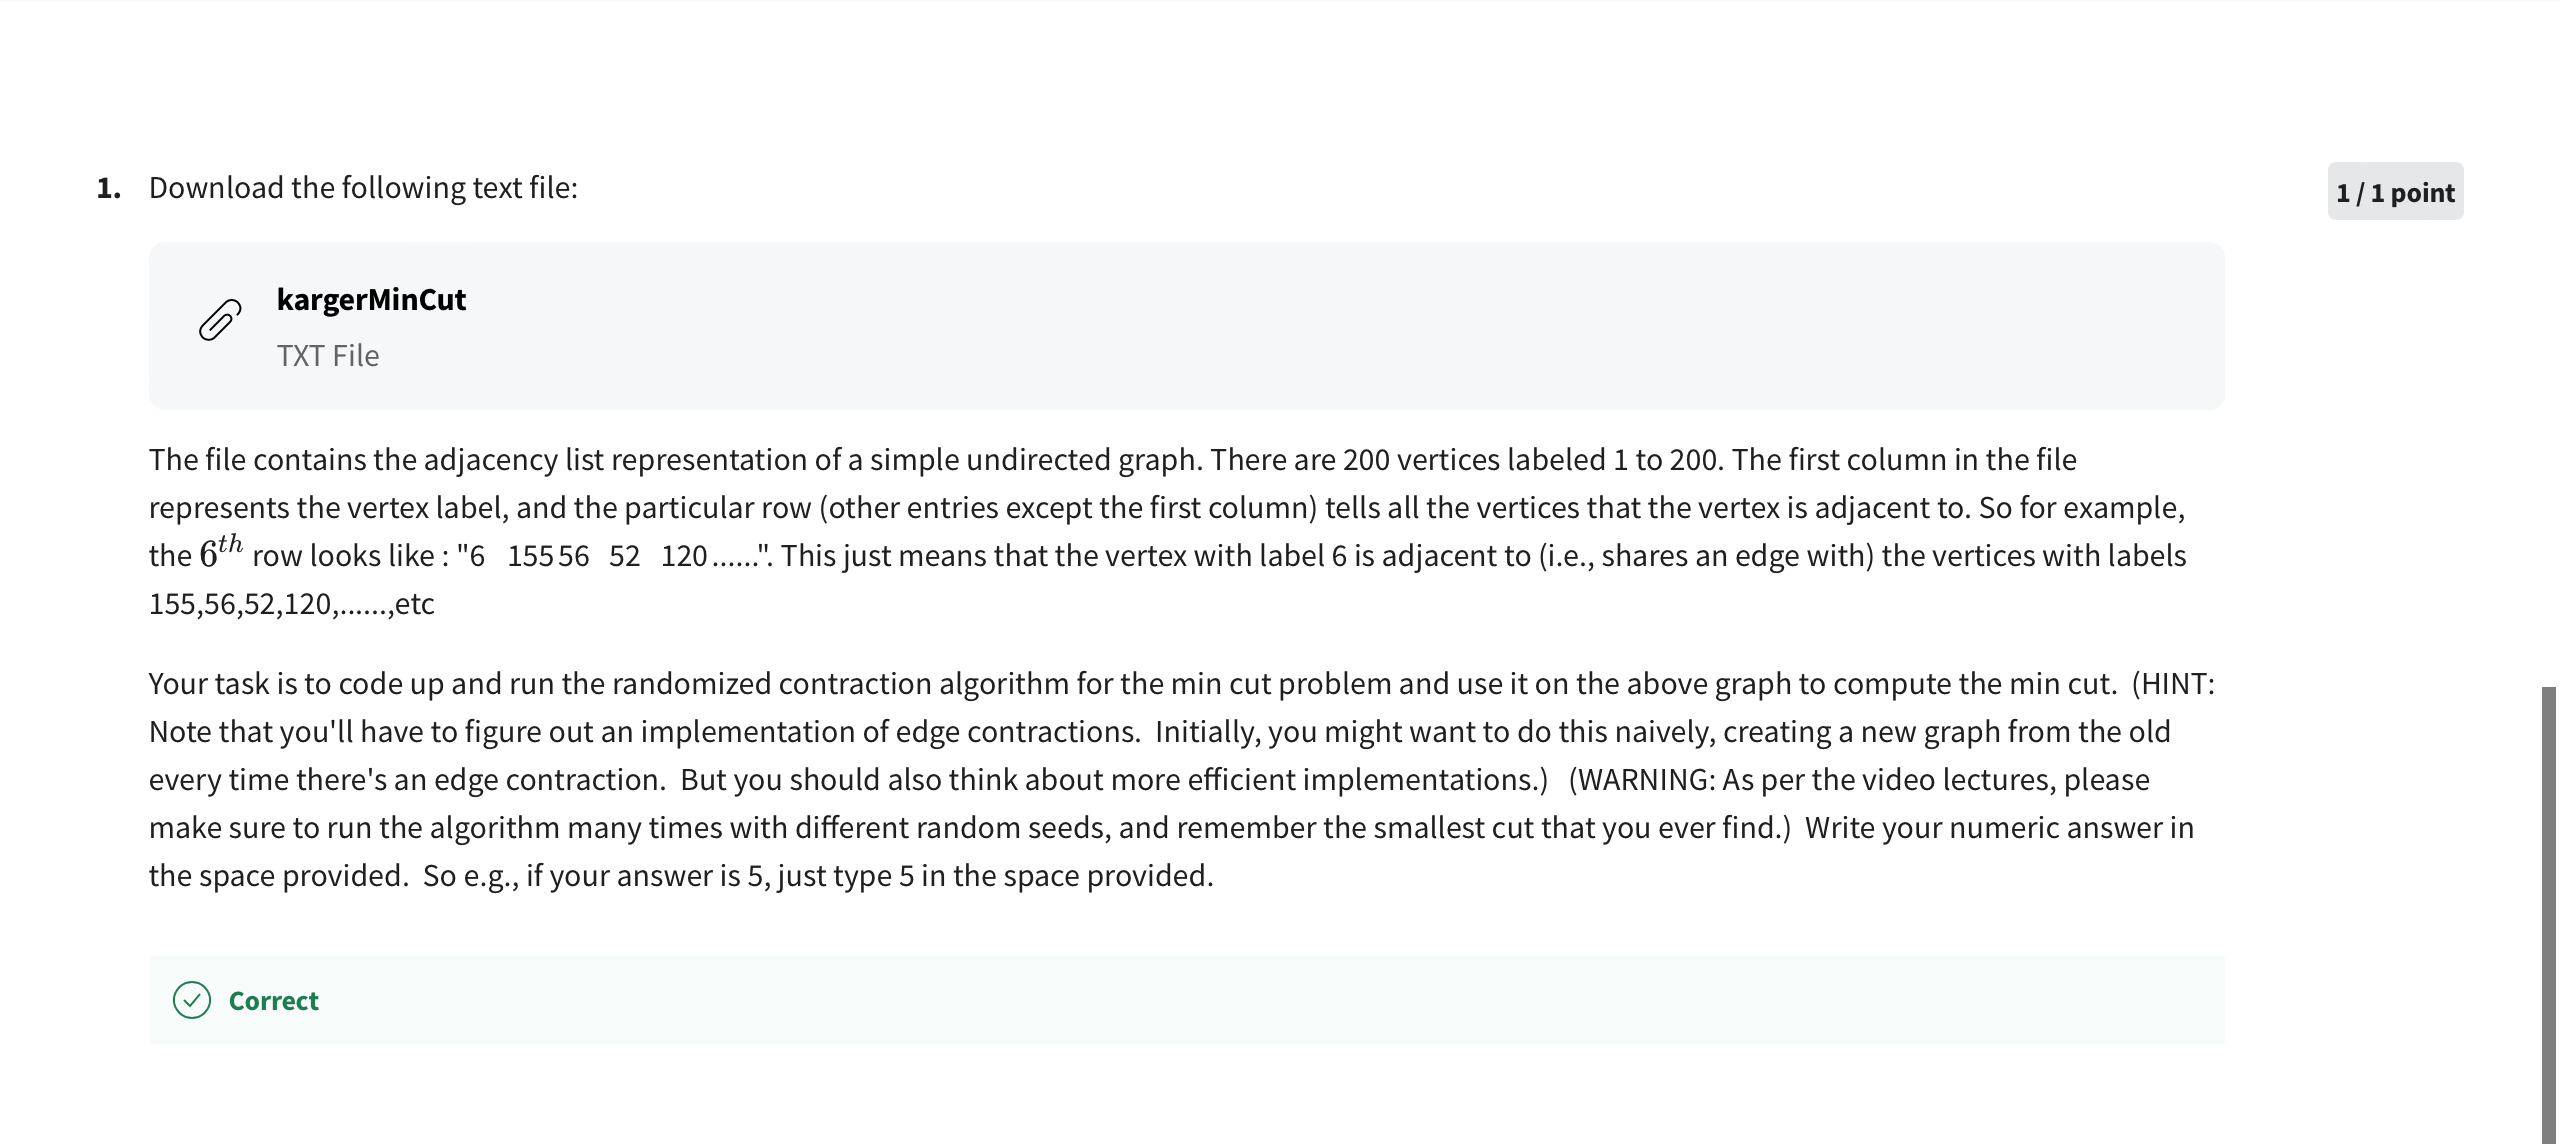 1. Download the following text file:
1 / 1 point
kargerMinCut
TXT File
The file contains the adjacency list representation of a simple undirected graph. There are 200 vertices labeled 1 to 200. The first column in the file
represents the vertex label, and the particular row (other entries except the first column) tells all the vertices that the vertex is adjacent to. So for example,
the 6th row looks like : "6   155 56   52   120......". This just means that the vertex with label 6 is adjacent to (i.e., shares an edge with) the vertices with labels
155,56,52,120,......,etc
Your task is to code up and run the randomized contraction algorithm for the min cut problem and use it on the above graph to compute the min cut.  (HINT:
Note that you'll have to figure out an implementation of edge contractions.  Initially, you might want to do this naively, creating a new graph from the old
every time there's an edge contraction.  But you should also think about more efficient implementations.)   (WARNING: As per the video lectures, please
make sure to run the algorithm many times with different random seeds, and remember the smallest cut that you ever find.)  Write your numeric answer in
the space provided.  So e.g., if your answer is 5, just type 5 in the space provided.
Correct